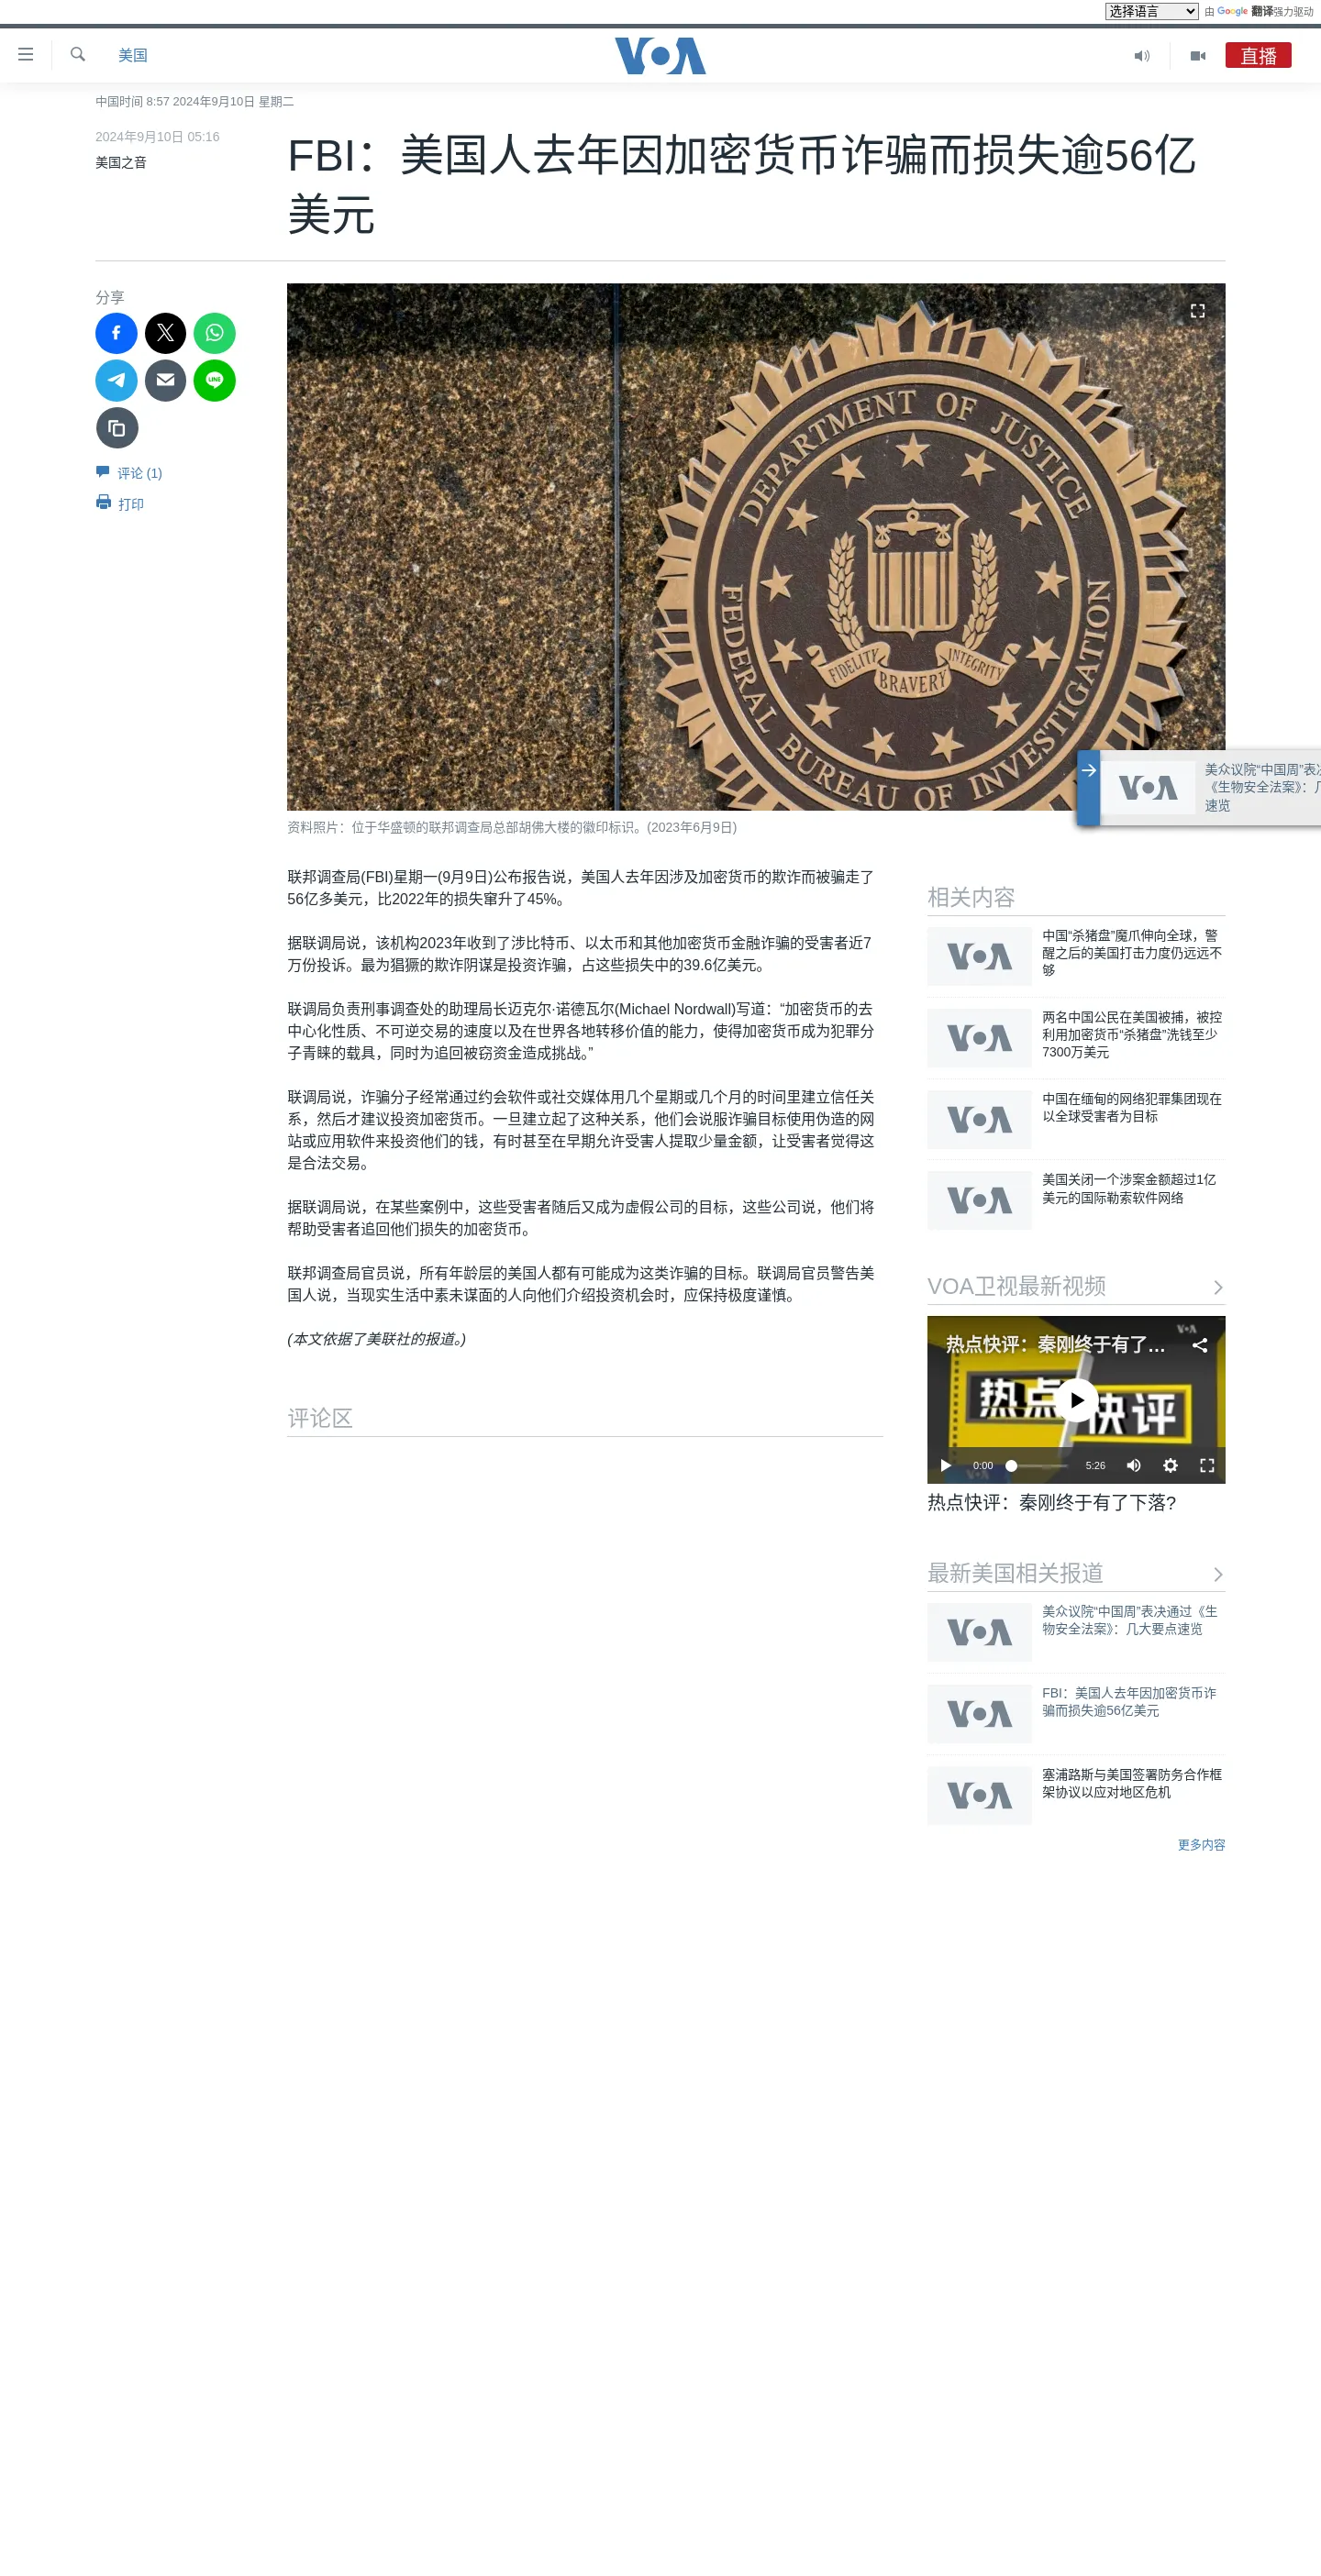 选择语言
由 Google 翻译强力驱动
美国
VOA
直播
中国时间 8:57 2024年9月10日 星期二
2024年9月10日 05:16
美国之音
FBI：美国人去年因加密货币诈骗而损失逾56亿
美元
分享
LINE
评论 (1)
打印
DEPARTMENT OF JUSTICE
FIDELITY
BRAVERY
INTEGRITY
FEDERAL BUREAU OF INVESTIGATION
美众议院“中国周”表决
《生物安全法案》：几
速览
VOA
资料照片：位于华盛顿的联邦调查局总部胡佛大楼的徽印标识。(2023年6月9日)
联邦调查局(FBI)星期一(9月9日)公布报告说，美国人去年因涉及加密货币的欺诈而被骗走了
56亿多美元，比2022年的损失窜升了45%。
据联调局说，该机构2023年收到了涉比特币、以太币和其他加密货币金融诈骗的受害者近7
万份投诉。最为猖獗的欺诈阴谋是投资诈骗，占这些损失中的39.6亿美元。
联调局负责刑事调查处的助理局长迈克尔·诺德瓦尔(Michael Nordwall)写道：“加密货币的去
中心化性质、不可逆交易的速度以及在世界各地转移价值的能力，使得加密货币成为犯罪分
子青睐的载具，同时为追回被窃资金造成挑战。”
联调局说，诈骗分子经常通过约会软件或社交媒体用几个星期或几个月的时间里建立信任关
系，然后才建议投资加密货币。一旦建立起了这种关系，他们会说服诈骗目标使用伪造的网
站或应用软件来投资他们的钱，有时甚至在早期允许受害人提取少量金额，让受害者觉得这
是合法交易。
据联调局说，在某些案例中，这些受害者随后又成为虚假公司的目标，这些公司说，他们将
帮助受害者追回他们损失的加密货币。
联邦调查局官员说，所有年龄层的美国人都有可能成为这类诈骗的目标。联调局官员警告美
国人说，当现实生活中素未谋面的人向他们介绍投资机会时，应保持极度谨慎。
(本文依据了美联社的报道。)
评论区
相关内容
VOA
中国“杀猪盘”魔爪伸向全球，警
醒之后的美国打击力度仍远远不
够
VOA
两名中国公民在美国被捕，被控
利用加密货币“杀猪盘”洗钱至少
7300万美元
VOA
中国在缅甸的网络犯罪集团现在
以全球受害者为目标
VOA
美国关闭一个涉案金额超过1亿
美元的国际勒索软件网络
VOA卫视最新视频
VOA
热点快评：秦刚终于有了…
热点快评
0:00
5:26
热点快评：秦刚终于有了下落?
最新美国相关报道
VOA
美众议院“中国周”表决通过《生
物安全法案》：几大要点速览
VOA
FBI：美国人去年因加密货币诈
骗而损失逾56亿美元
VOA
塞浦路斯与美国签署防务合作框
架协议以应对地区危机
更多内容